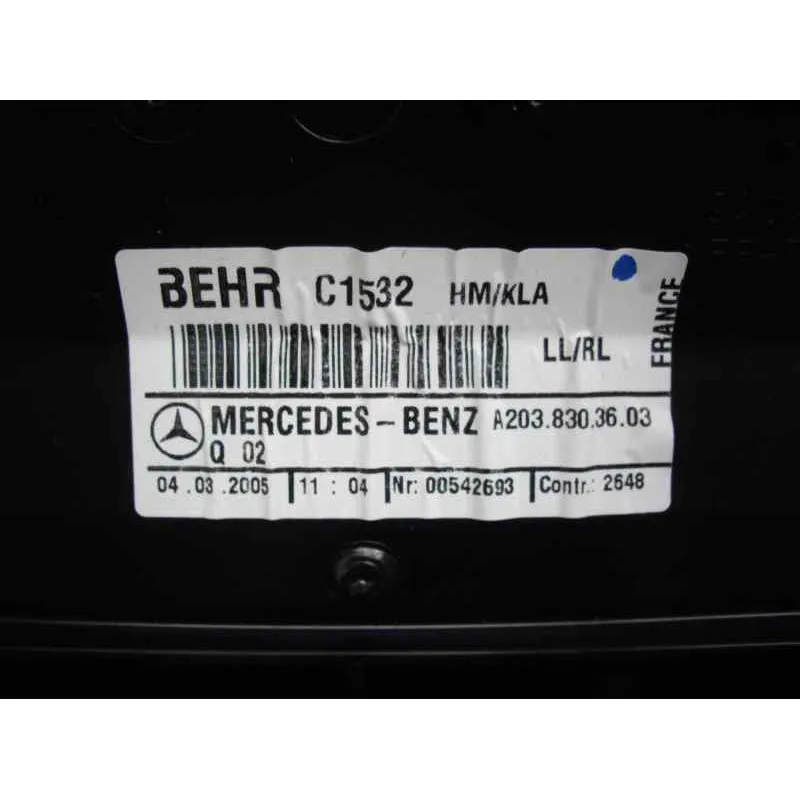 BEHR C1532 HM/KLA
FRANCE
LL/RL
MERCEDES-BENZ A203.830.36.03
Q 02
04.03.2005 11:04 Nr: 00542693 Contr.: 2648